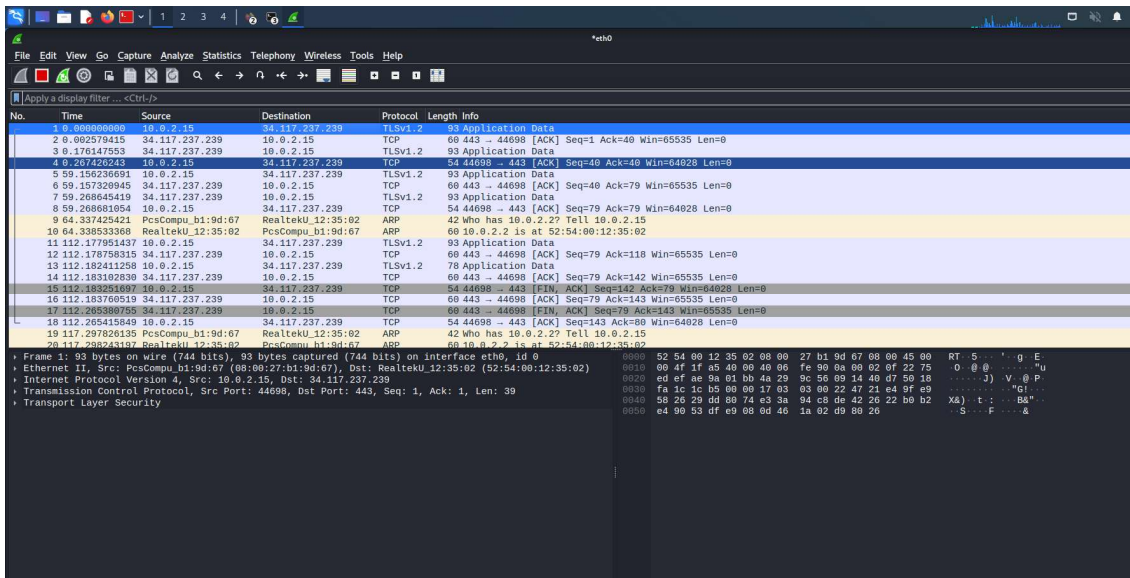 1 2 3 4
*eth0
File Edit View Go Capture Analyze Statistics Telephony Wireless Tools Help
Apply a display filter ... <Ctrl-/>
No. Time Source Destination Protocol Length Info
1 0.000000000 10.0.2.15 34.117.237.239 TLSv1.2 93 Application Data
2 0.002579415 34.117.237.239 10.0.2.15 TCP 60 443 → 44698 [ACK] Seq=1 Ack=40 Win=65535 Len=0
3 0.176147553 34.117.237.239 10.0.2.15 TLSv1.2 93 Application Data
4 0.267426243 10.0.2.15 34.117.237.239 TCP 54 44698 → 443 [ACK] Seq=40 Ack=40 Win=64028 Len=0
5 59.156236691 10.0.2.15 34.117.237.239 TLSv1.2 93 Application Data
6 59.157320945 34.117.237.239 10.0.2.15 TCP 60 443 → 44698 [ACK] Seq=40 Ack=79 Win=65535 Len=0
7 59.268645419 34.117.237.239 10.0.2.15 TLSv1.2 93 Application Data
8 59.268681054 10.0.2.15 34.117.237.239 TCP 54 44698 → 443 [ACK] Seq=79 Ack=79 Win=64028 Len=0
9 64.337425421 PcsCompu_b1:9d:67 RealtekU_12:35:02 ARP 42 Who has 10.0.2.2? Tell 10.0.2.15
10 64.338533368 RealtekU_12:35:02 PcsCompu_b1:9d:67 ARP 60 10.0.2.2 is at 52:54:00:12:35:02
11 112.177951437 10.0.2.15 34.117.237.239 TLSv1.2 93 Application Data
12 112.178758315 34.117.237.239 10.0.2.15 TCP 60 443 → 44698 [ACK] Seq=79 Ack=118 Win=65535 Len=0
13 112.182411258 10.0.2.15 34.117.237.239 TLSv1.2 78 Application Data
14 112.183102830 34.117.237.239 10.0.2.15 TCP 60 443 → 44698 [ACK] Seq=79 Ack=142 Win=65535 Len=0
15 112.183251697 10.0.2.15 34.117.237.239 TCP 54 44698 → 443 [FIN, ACK] Seq=142 Ack=79 Win=64028 Len=0
16 112.183760519 34.117.237.239 10.0.2.15 TCP 60 443 → 44698 [ACK] Seq=79 Ack=143 Win=65535 Len=0
17 112.265380755 34.117.237.239 10.0.2.15 TCP 60 443 → 44698 [FIN, ACK] Seq=79 Ack=143 Win=65535 Len=0
18 112.265415849 10.0.2.15 34.117.237.239 TCP 54 44698 → 443 [ACK] Seq=143 Ack=80 Win=64028 Len=0
19 117.297826135 PcsCompu_b1:9d:67 RealtekU_12:35:02 ARP 42 Who has 10.0.2.2? Tell 10.0.2.15
20 117.298243197 RealtekU_12:35:02 PcsCompu_b1:9d:67 ARP 60 10.0.2.2 is at 52:54:00:12:35:02
Frame 1: 93 bytes on wire (744 bits), 93 bytes captured (744 bits) on interface eth0, id 0
Ethernet II, Src: PcsCompu_b1:9d:67 (08:00:27:b1:9d:67), Dst: RealtekU_12:35:02 (52:54:00:12:35:02)
Internet Protocol Version 4, Src: 10.0.2.15, Dst: 34.117.237.239
Transmission Control Protocol, Src Port: 44698, Dst Port: 443, Seq: 1, Ack: 1, Len: 39
Transport Layer Security
0000 52 54 00 12 35 02 08 00 27 b1 9d 67 08 00 45 00 RT··5···'··g··E·
0010 00 4f 1f a5 40 00 40 06 fe 90 0a 00 02 0f 22 75 ·O··@·@·······"u
0020 ed ef ae 9a 01 bb 4a 29 9c 56 09 14 40 d7 50 18 ······J)·V··@·P·
0030 fa 1c 1c b5 00 00 17 03 03 00 22 47 21 e4 9f e9 ··········"G!···
0040 58 26 29 dd 80 74 e3 3a 94 c8 de 42 26 22 b0 b2 X&)··t·:···B&"··
0050 e4 90 53 df e9 08 0d 46 1a 02 d9 80 26 ··S····F····&